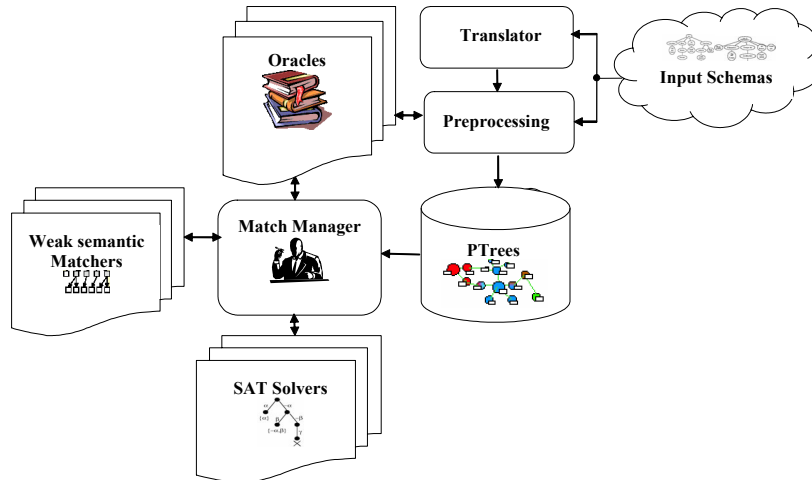 Translator
Oracles
Input Schemas
Preprocessing
Match Manager
Weak semantic
Matchers
PTrees
SAT Solvers
α
¬α
{α}
β
¬β
{¬α,β}
γ